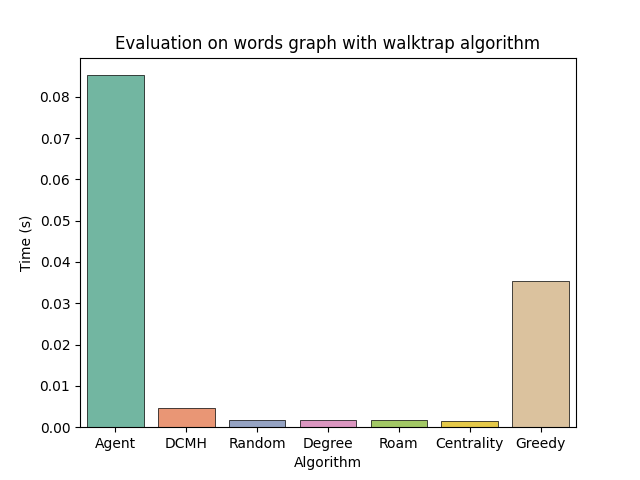 Evaluation on words graph with walktrap algorithm
Time (s)
0.08
0.07
0.06
0.05
0.04
0.03
0.02
0.01
0.00
Agent DCMH Random Degree Roam Centrality Greedy
Algorithm